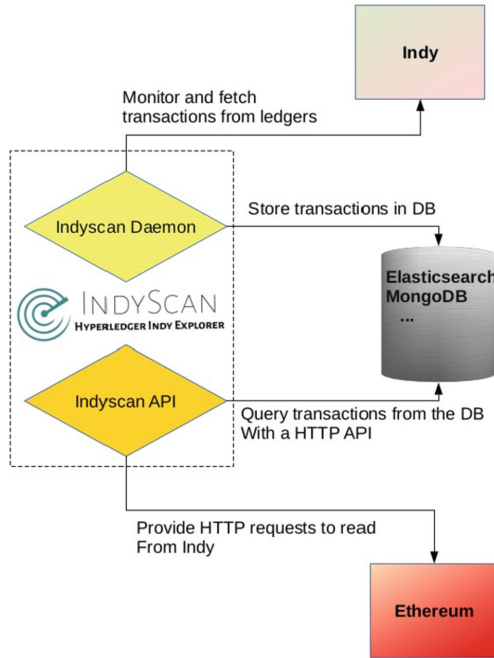 Indy
Monitor and fetch
transactions from ledgers
Indyscan Daemon
Store transactions in DB
Elasticsearch
MongoDB
...
INDYSCAN
HYPERLEDGER INDY EXPLORER
Indyscan API
Query transactions from the DB
With a HTTP API
Provide HTTP requests to read
From Indy
Ethereum